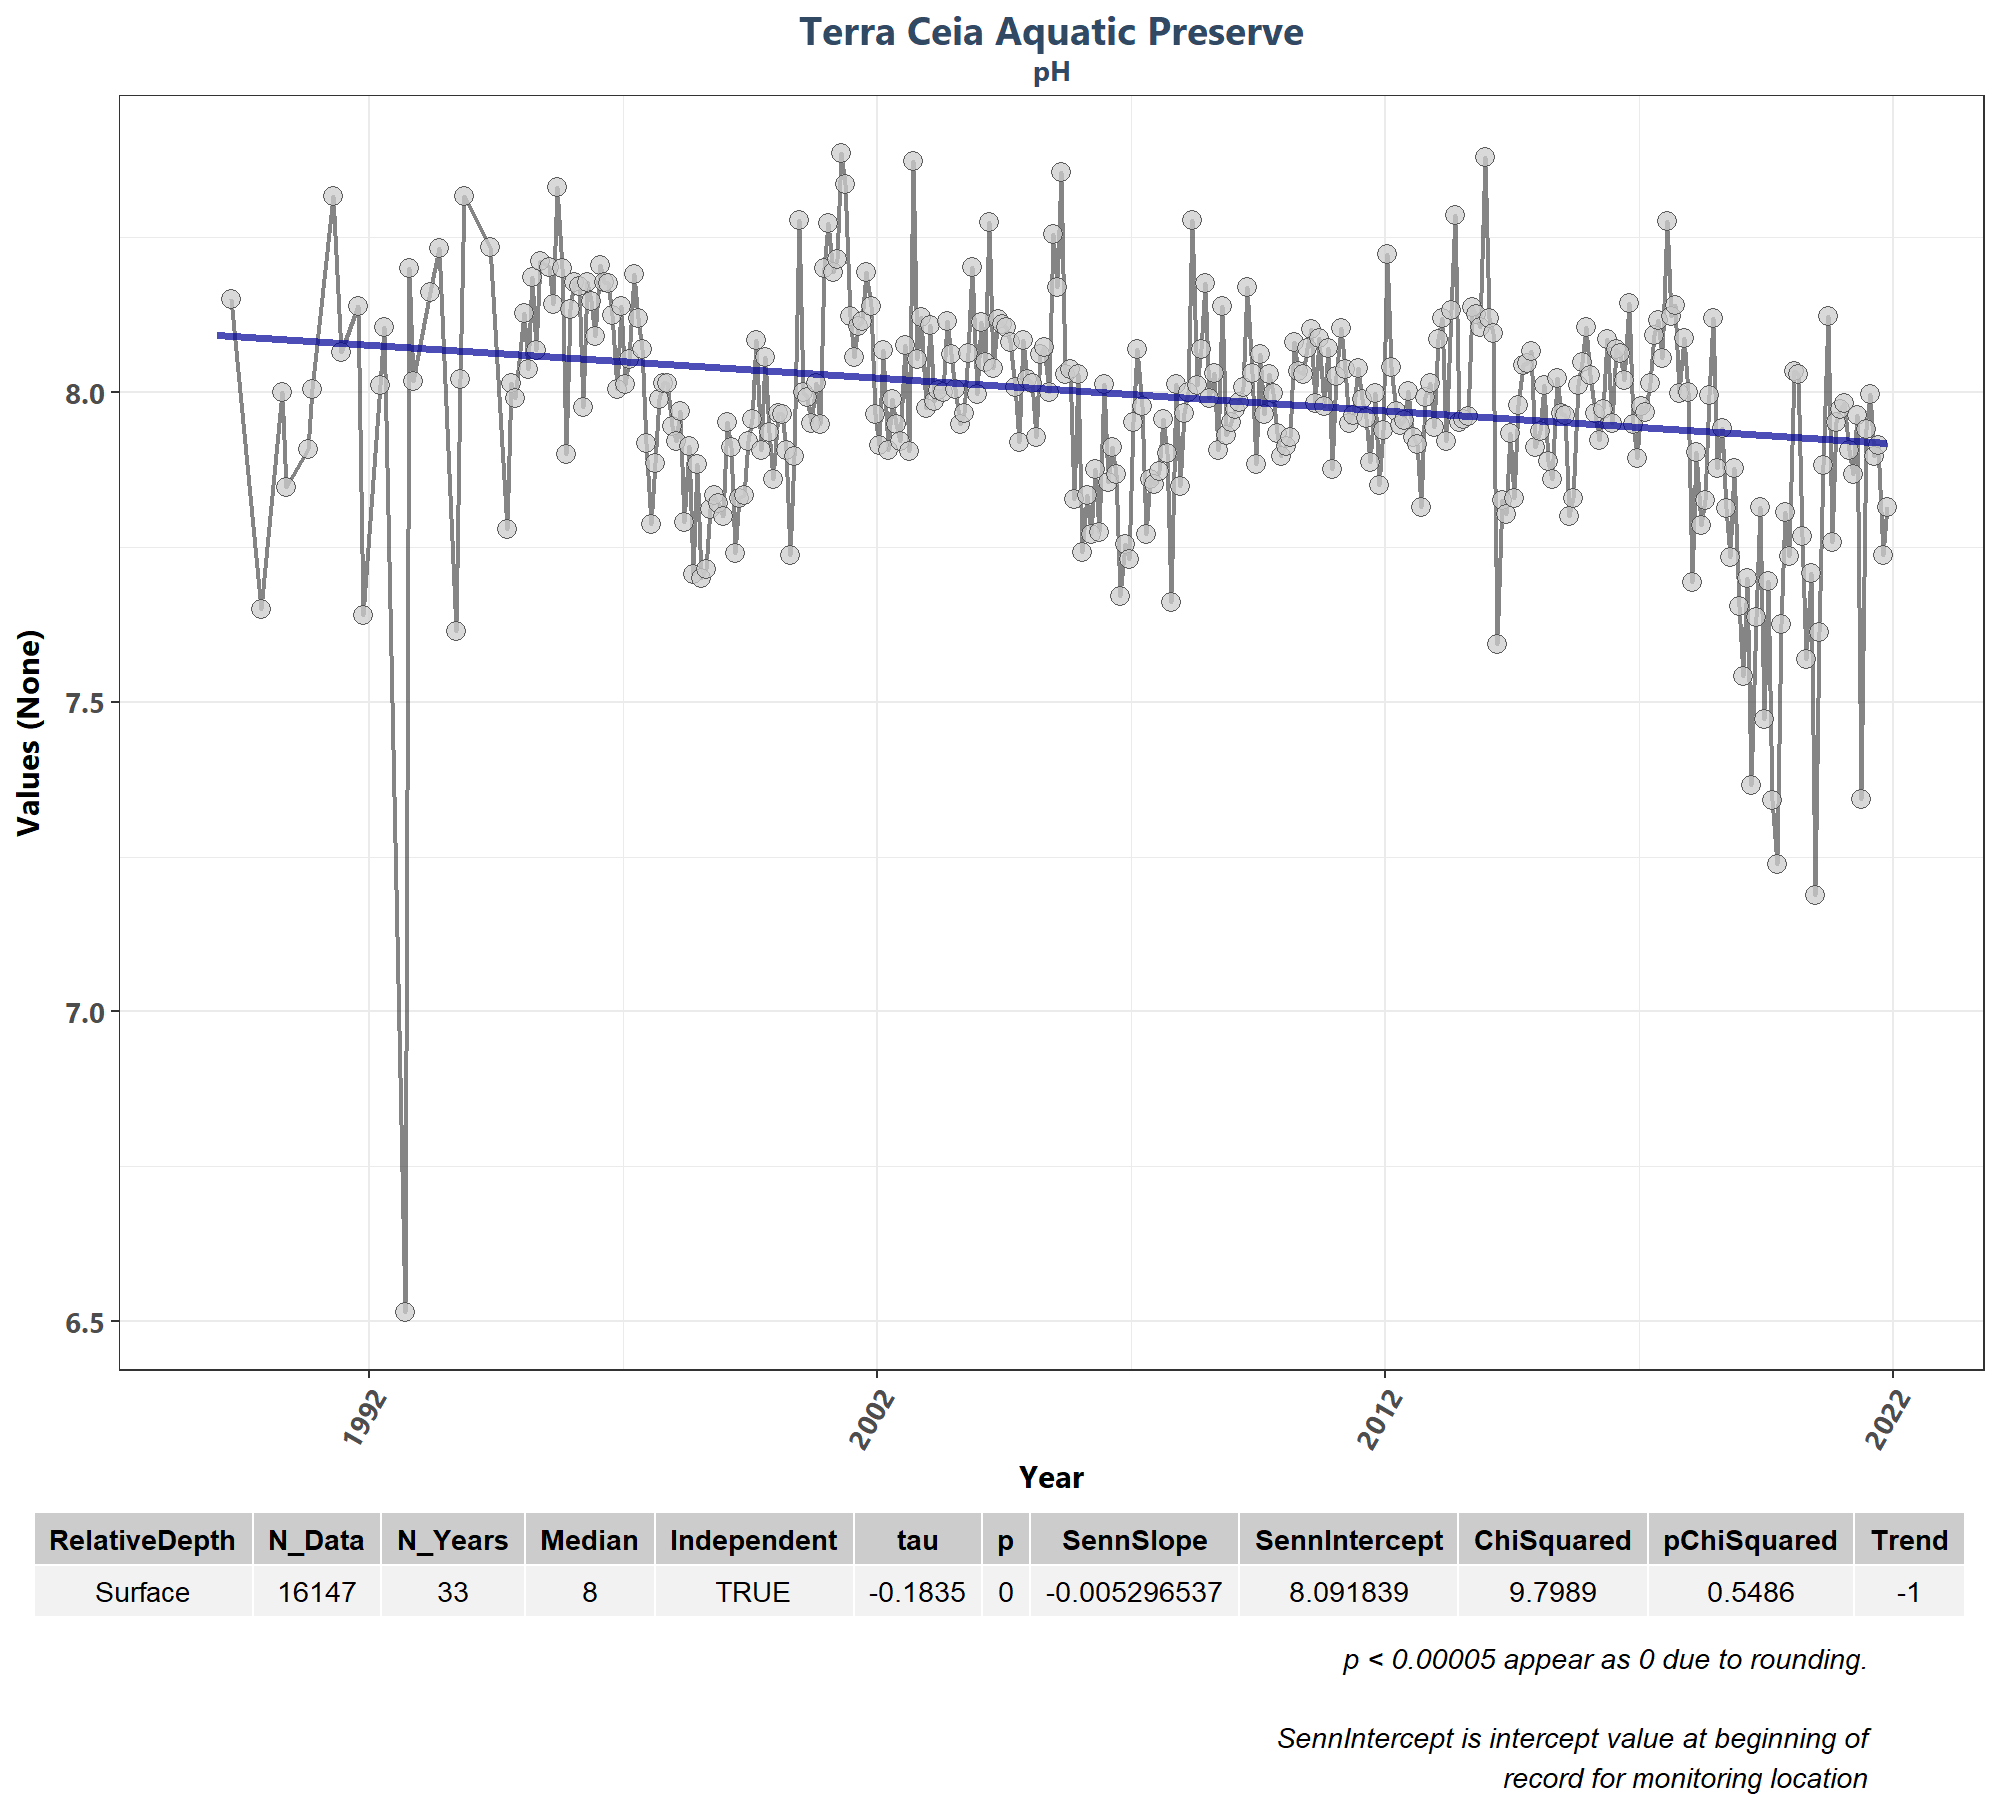 Terra Ceia Aquatic Preserve
pH
8.0
7.5
7.0
6.5
Values (None)
1992
2002
2012
2022
Year
RelativeDepth N_Data N_Years Median Independent tau p SennSlope SennIntercept ChiSquared pChiSquared Trend
Surface 16147 33 8 TRUE -0.1835 0 -0.005296537 8.091839 9.7989 0.5486 -1
p < 0.00005 appear as 0 due to rounding.
SennIntercept is intercept value at beginning of
record for monitoring location